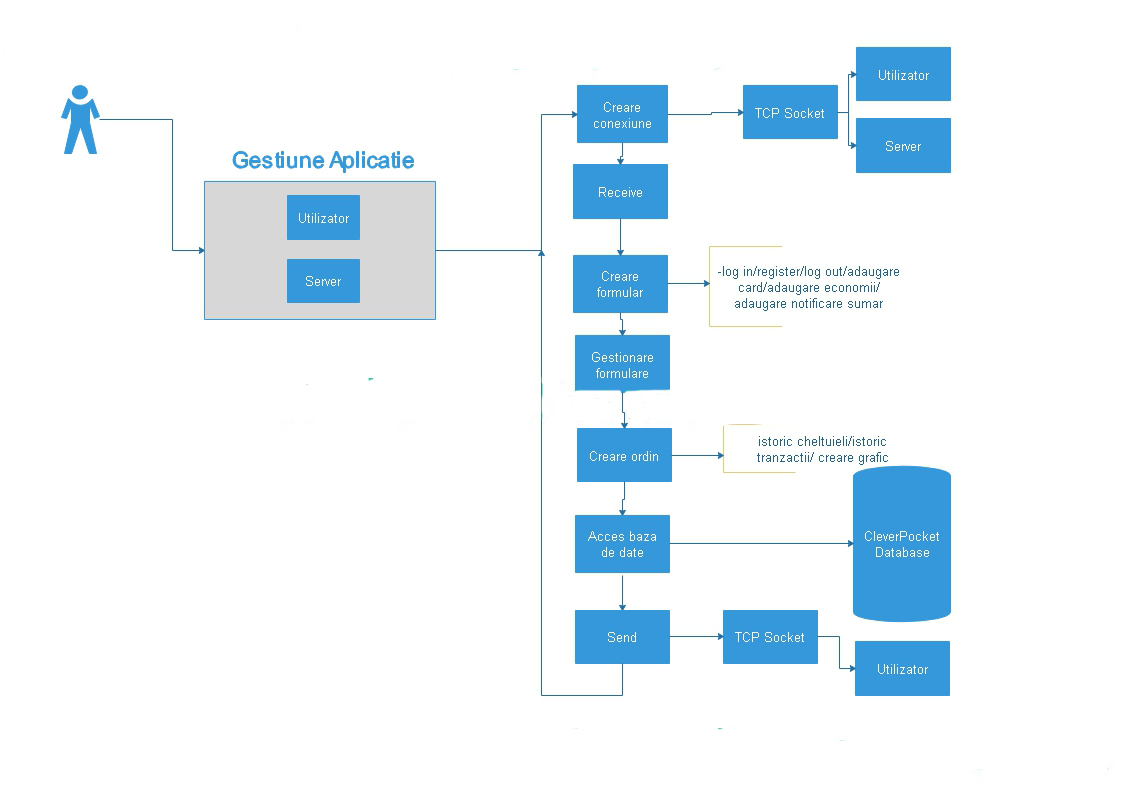 Gestiune Aplicatie
Utilizator
Server
Creare
conexiune
TCP Socket
Utilizator
Server
Receive
Creare
formular
-log in/register/log out/adaugare
card/adaugare economii/
adaugare notificare sumar
Gestionare
formulare
Creare ordin
istoric cheltuieli/istoric
tranzactii/ creare grafic
Acces baza
de date
CleverPocket
Database
Send
TCP Socket
Utilizator